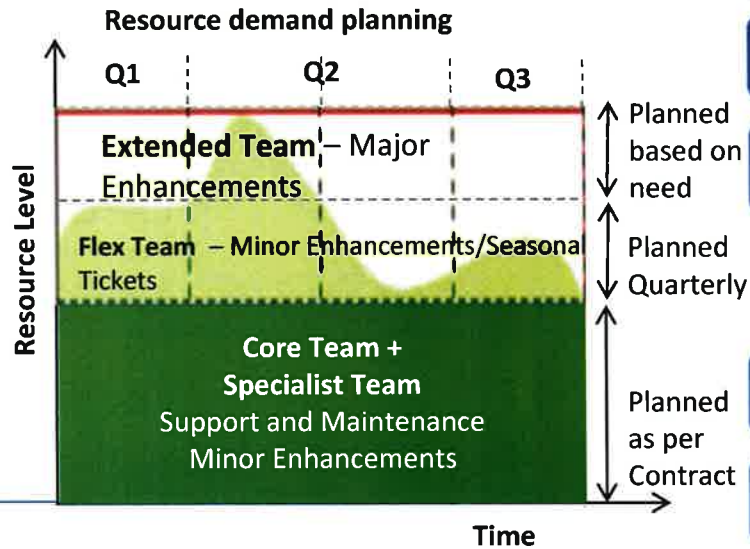 Resource demand planning
Q1 Q2 Q3
Extended Team – Major
Enhancements
Planned
based on
need
Flex Team – Minor Enhancements/Seasonal
Tickets
Planned
Quarterly
Core Team +
Specialist Team
Support and Maintenance
Minor Enhancements
Planned
as per
Contract
Resource Level
Time